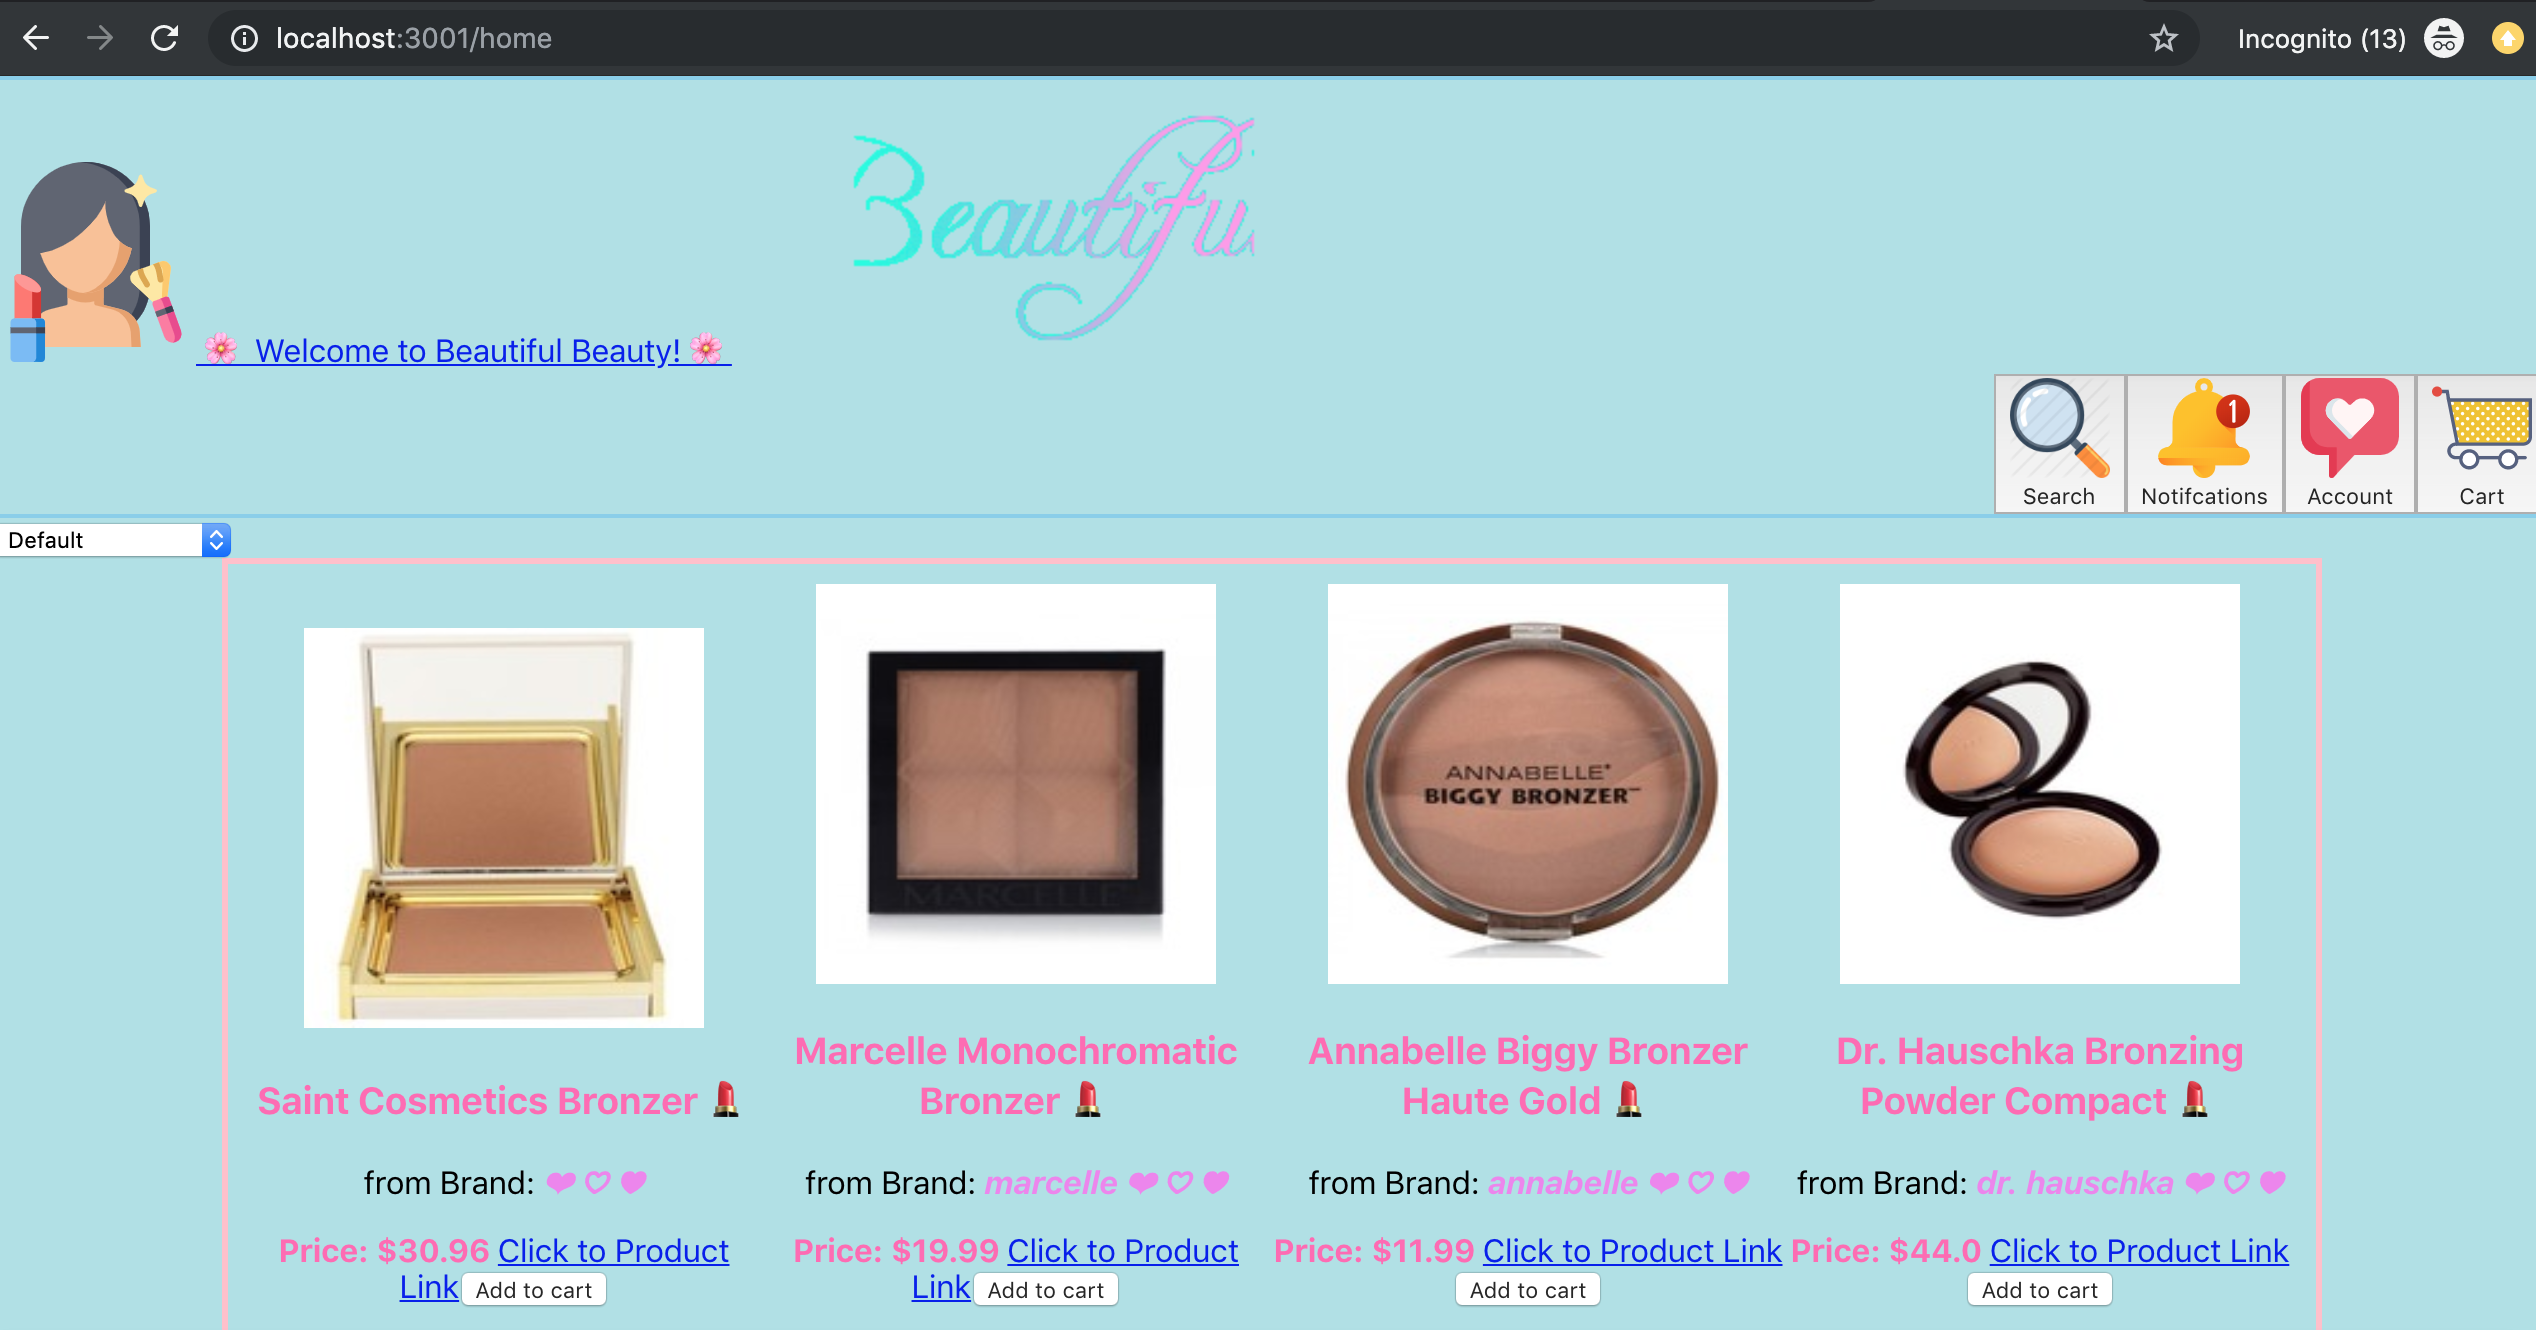 localhost:3001/home
Incognito (13)
Beautiful
🌸 Welcome to Beautiful Beauty! 🌸
1
Search
Notifcations
Account
Cart
Default
ANNABELLE®
BIGGY BRONZER™
MARCELLE
Saint Cosmetics Bronzer 💄
from Brand: ❤ ♡ ♥
Price: $30.96 Click to Product
Link Add to cart
Marcelle Monochromatic
Bronzer 💄
from Brand: marcelle ❤ ♡ ♥
Price: $19.99 Click to Product
Link Add to cart
Annabelle Biggy Bronzer
Haute Gold 💄
from Brand: annabelle ❤ ♡ ♥
Price: $11.99 Click to Product Link
Add to cart
Dr. Hauschka Bronzing
Powder Compact 💄
from Brand: dr. hauschka ❤ ♡ ♥
Price: $44.0 Click to Product Link
Add to cart